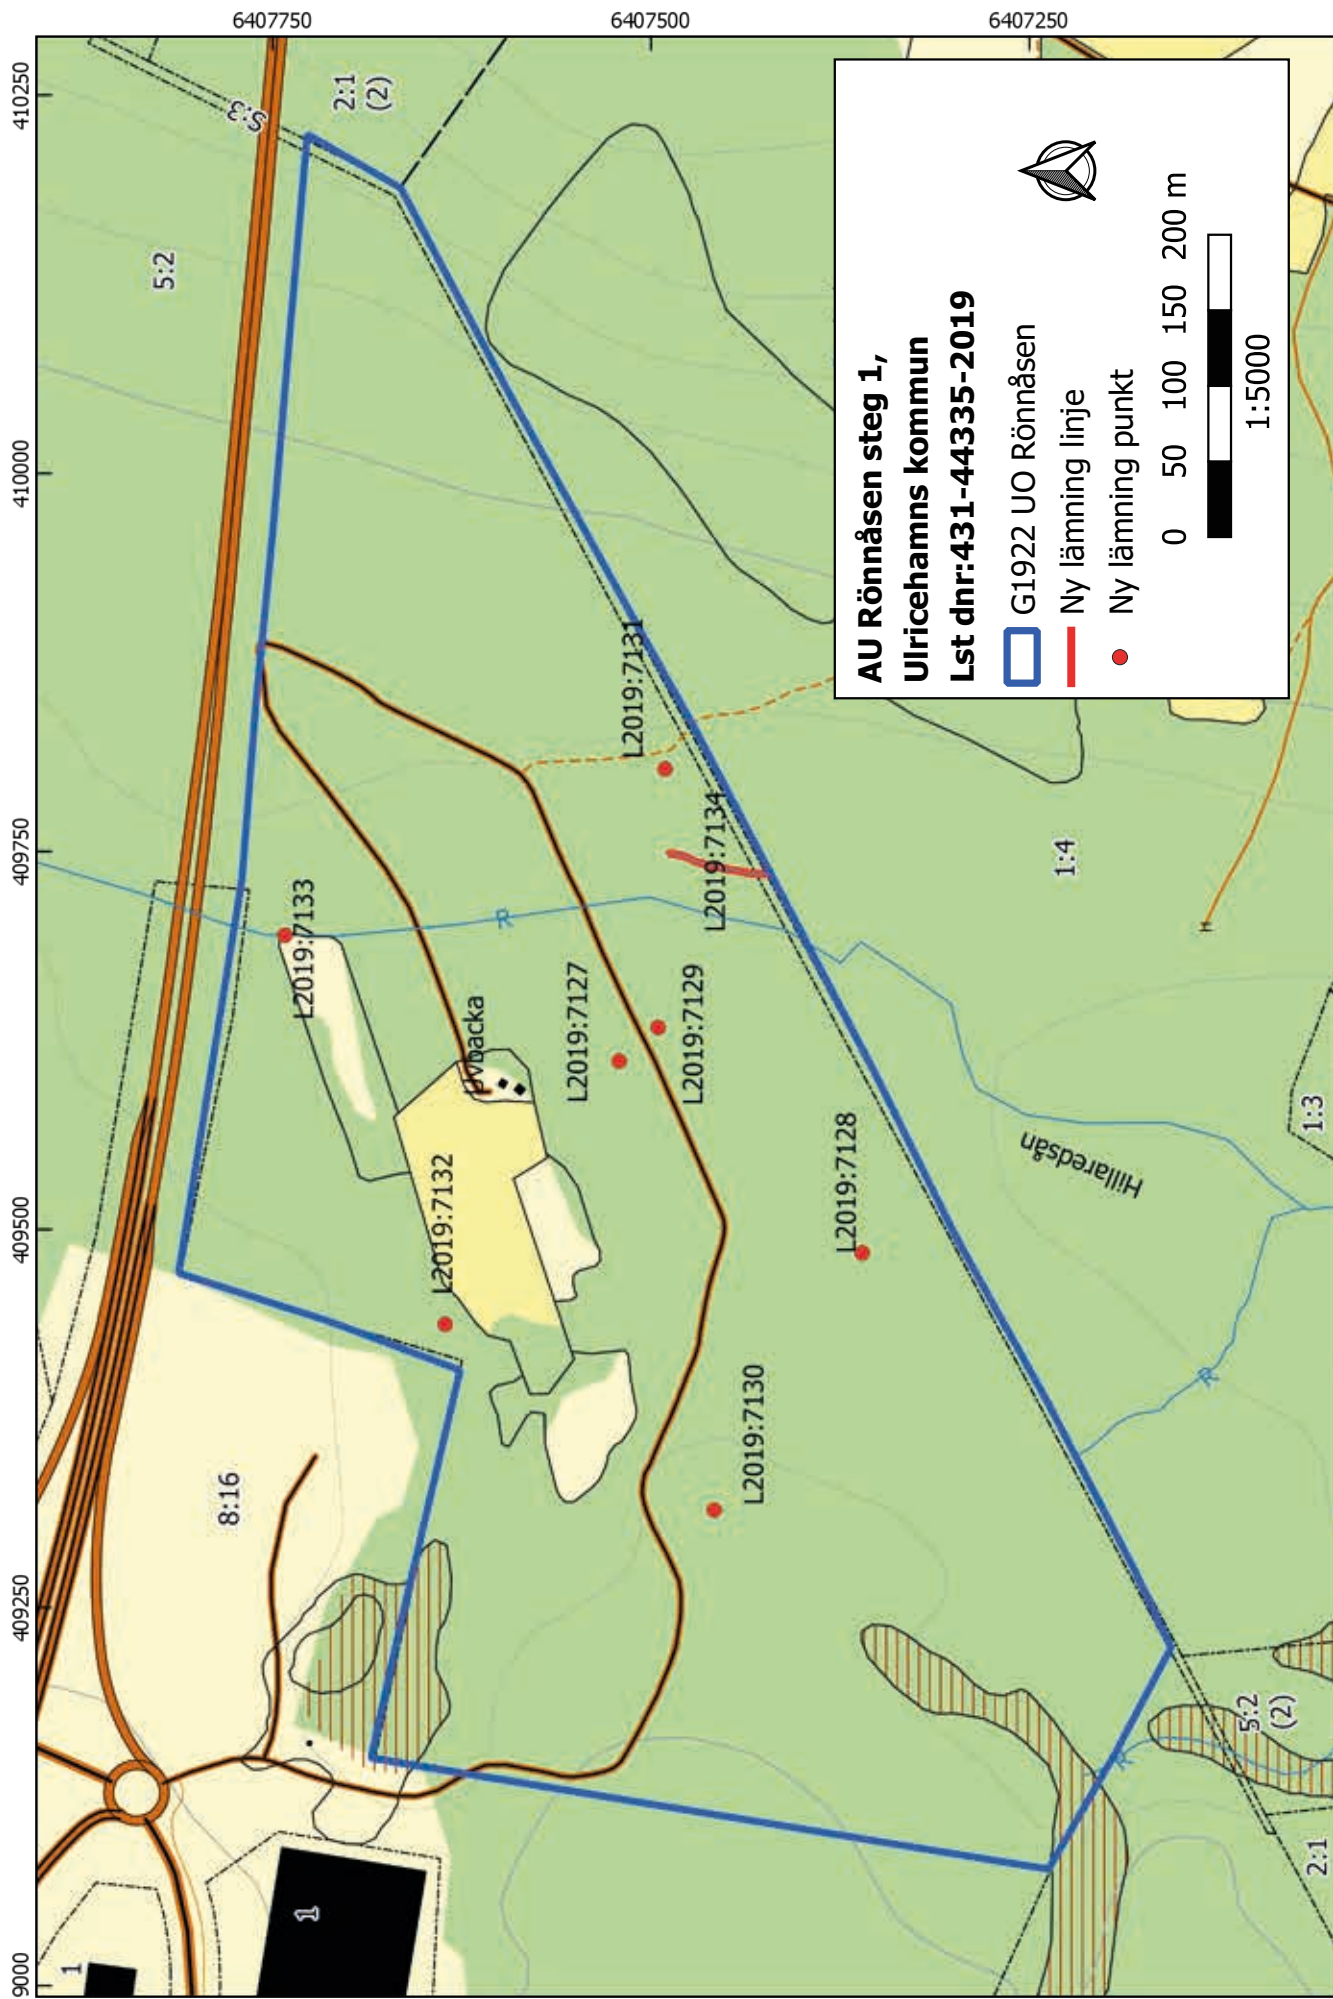 6407750
6407500
6407250
410250
410000
409750
409500
409250
9000
S:3
2:1
(2)
5:2
AU Rönnåsen steg 1,
Ulricehamns kommun
Lst dnr:431-44335-2019
G1922 UO Rönnåsen
Ny lämning linje
Ny lämning punkt
0 50 100 150 200 m
1:5000
L2019:7131
L2019:7134
L2019:7133
R
L2019:7127
L2019:7129
Uvbacka
L2019:7132
L2019:7128
L2019:7130
1:4
Hillaredsån
1:3
R
8:16
R
5:2
(2)
2:1
1
1